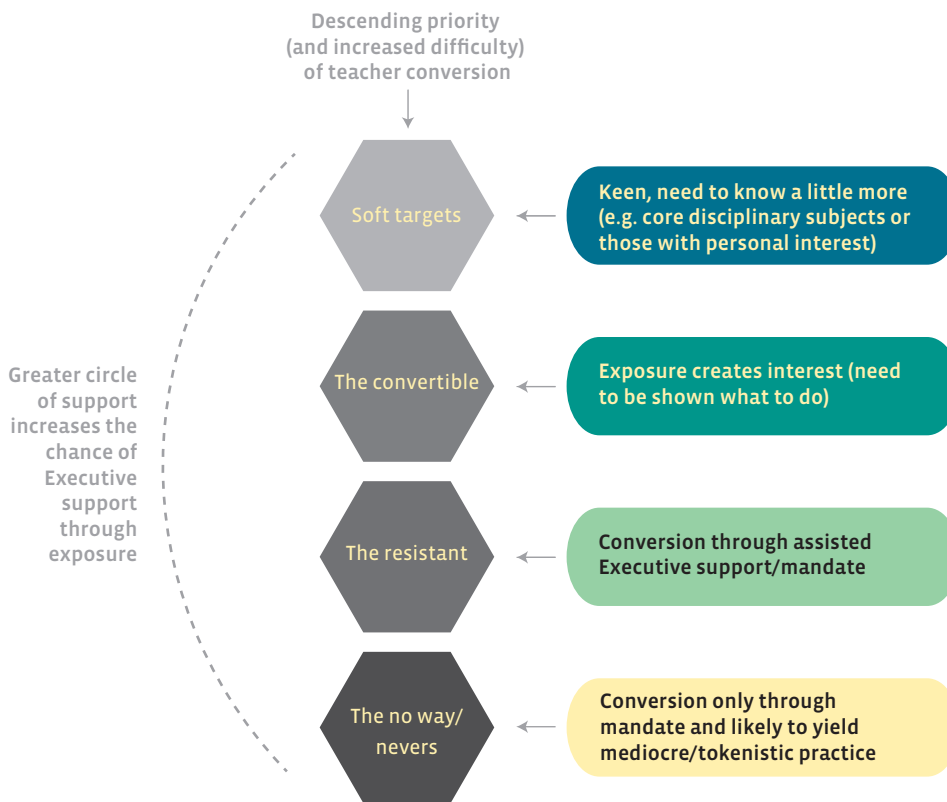 Descending priority
(and increased difficulty)
of teacher conversion
Soft targets
Keen, need to know a little more
(e.g. core disciplinary subjects or
those with personal interest)
The convertible
Exposure creates interest (need
to be shown what to do)
Greater circle
of support
increases the
chance of
Executive
support
through
exposure
The resistant
Conversion through assisted
Executive support/mandate
The no way/
nevers
Conversion only through
mandate and likely to yield
mediocre/tokenistic practice